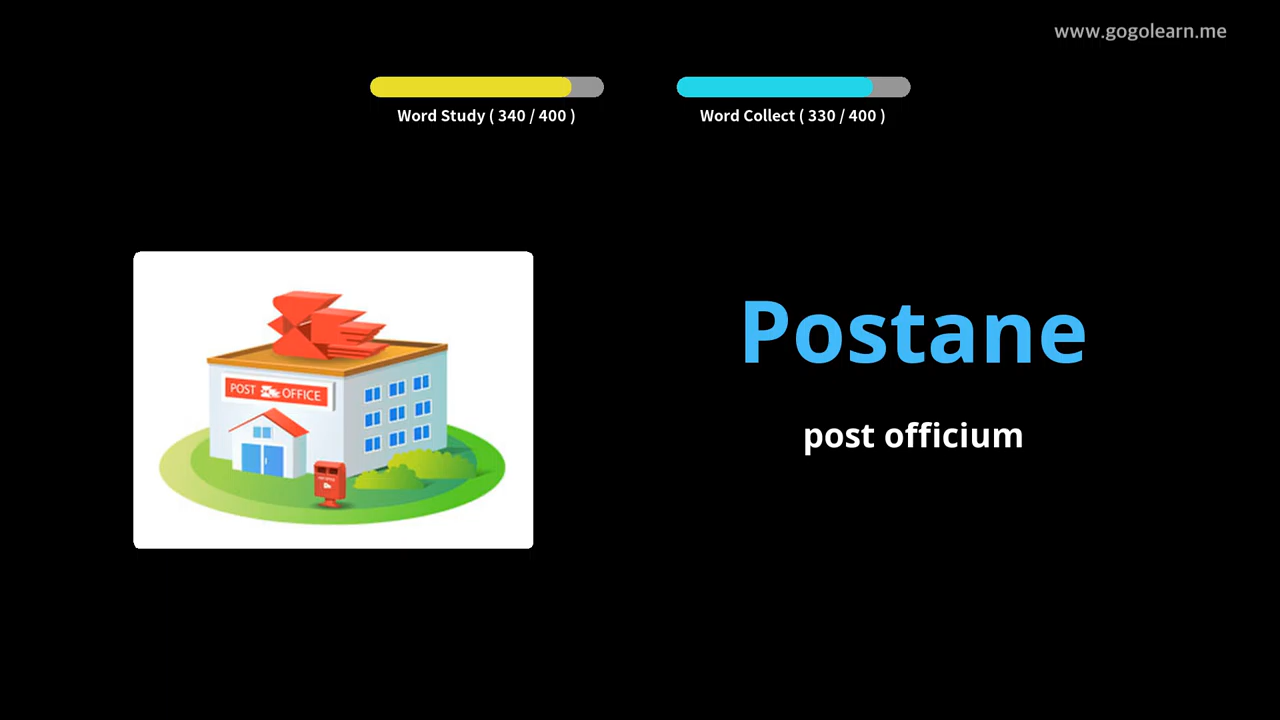 www.gogolearn.me
Word Study ( 340 / 400 )
Word Collect ( 330 / 400 )
POST OFFICE
Postane
post officium